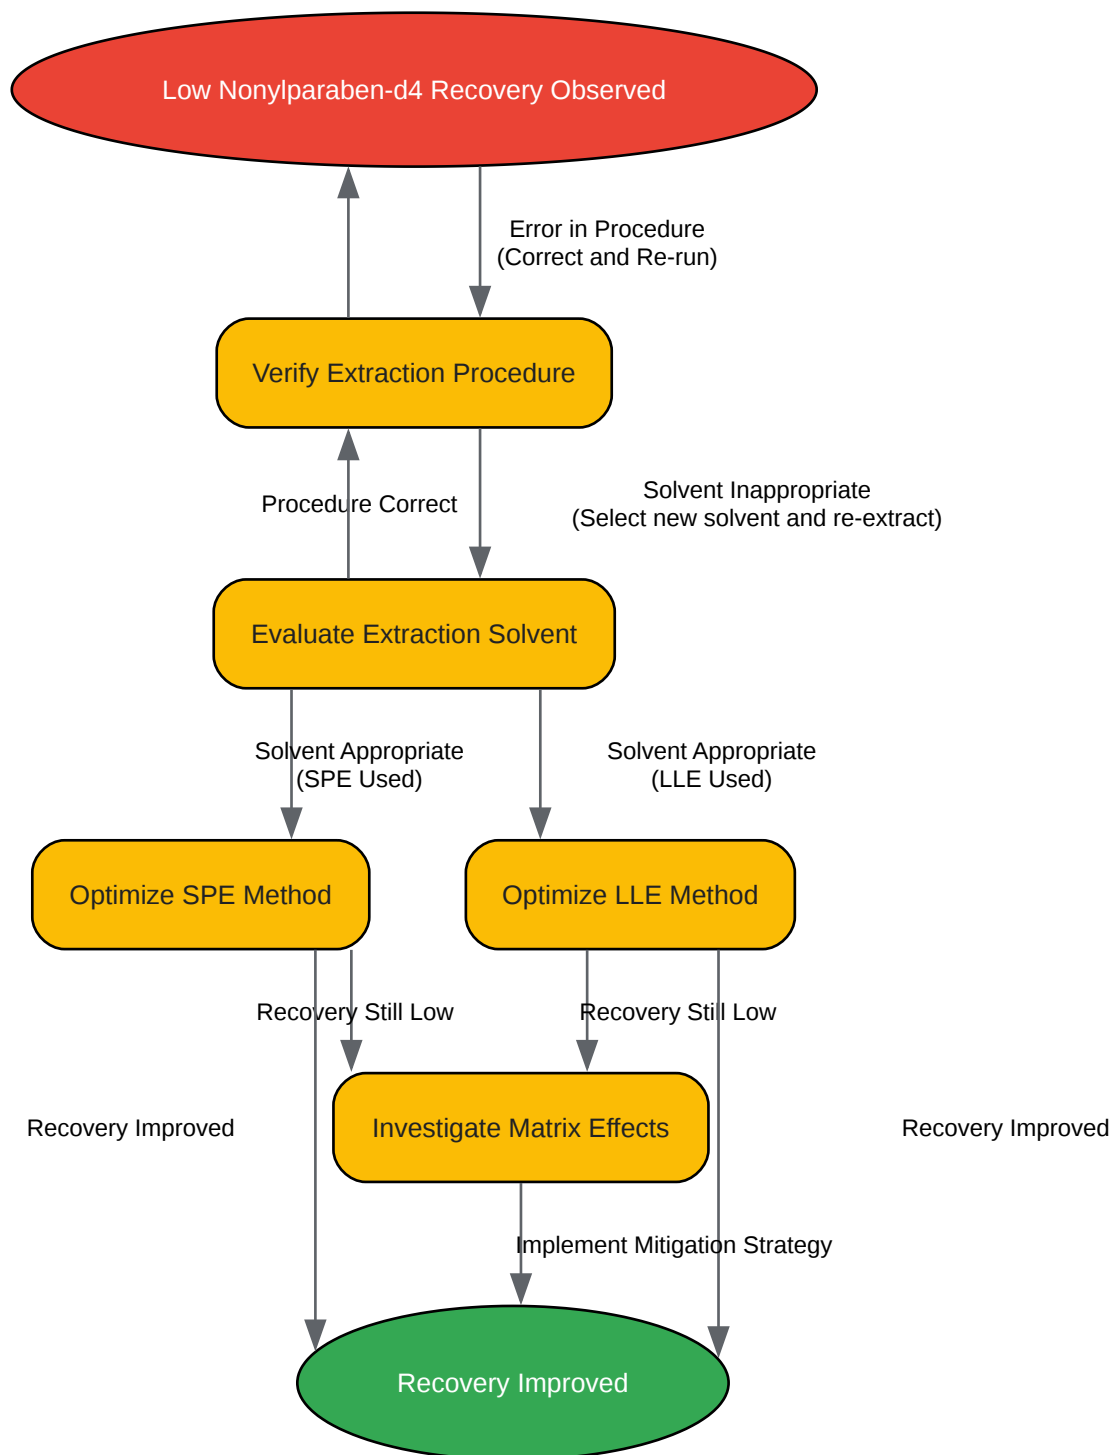 Low Nonylparaben-d4 Recovery Observed
Error in Procedure
(Correct and Re-run)
Verify Extraction Procedure
Procedure Correct
Solvent Inappropriate
(Select new solvent and re-extract)
Evaluate Extraction Solvent
Solvent Appropriate
(SPE Used)
Solvent Appropriate
(LLE Used)
Optimize SPE Method
Optimize LLE Method
Recovery Still Low
Recovery Still Low
Recovery Improved
Investigate Matrix Effects
Recovery Improved
Implement Mitigation Strategy
Recovery Improved